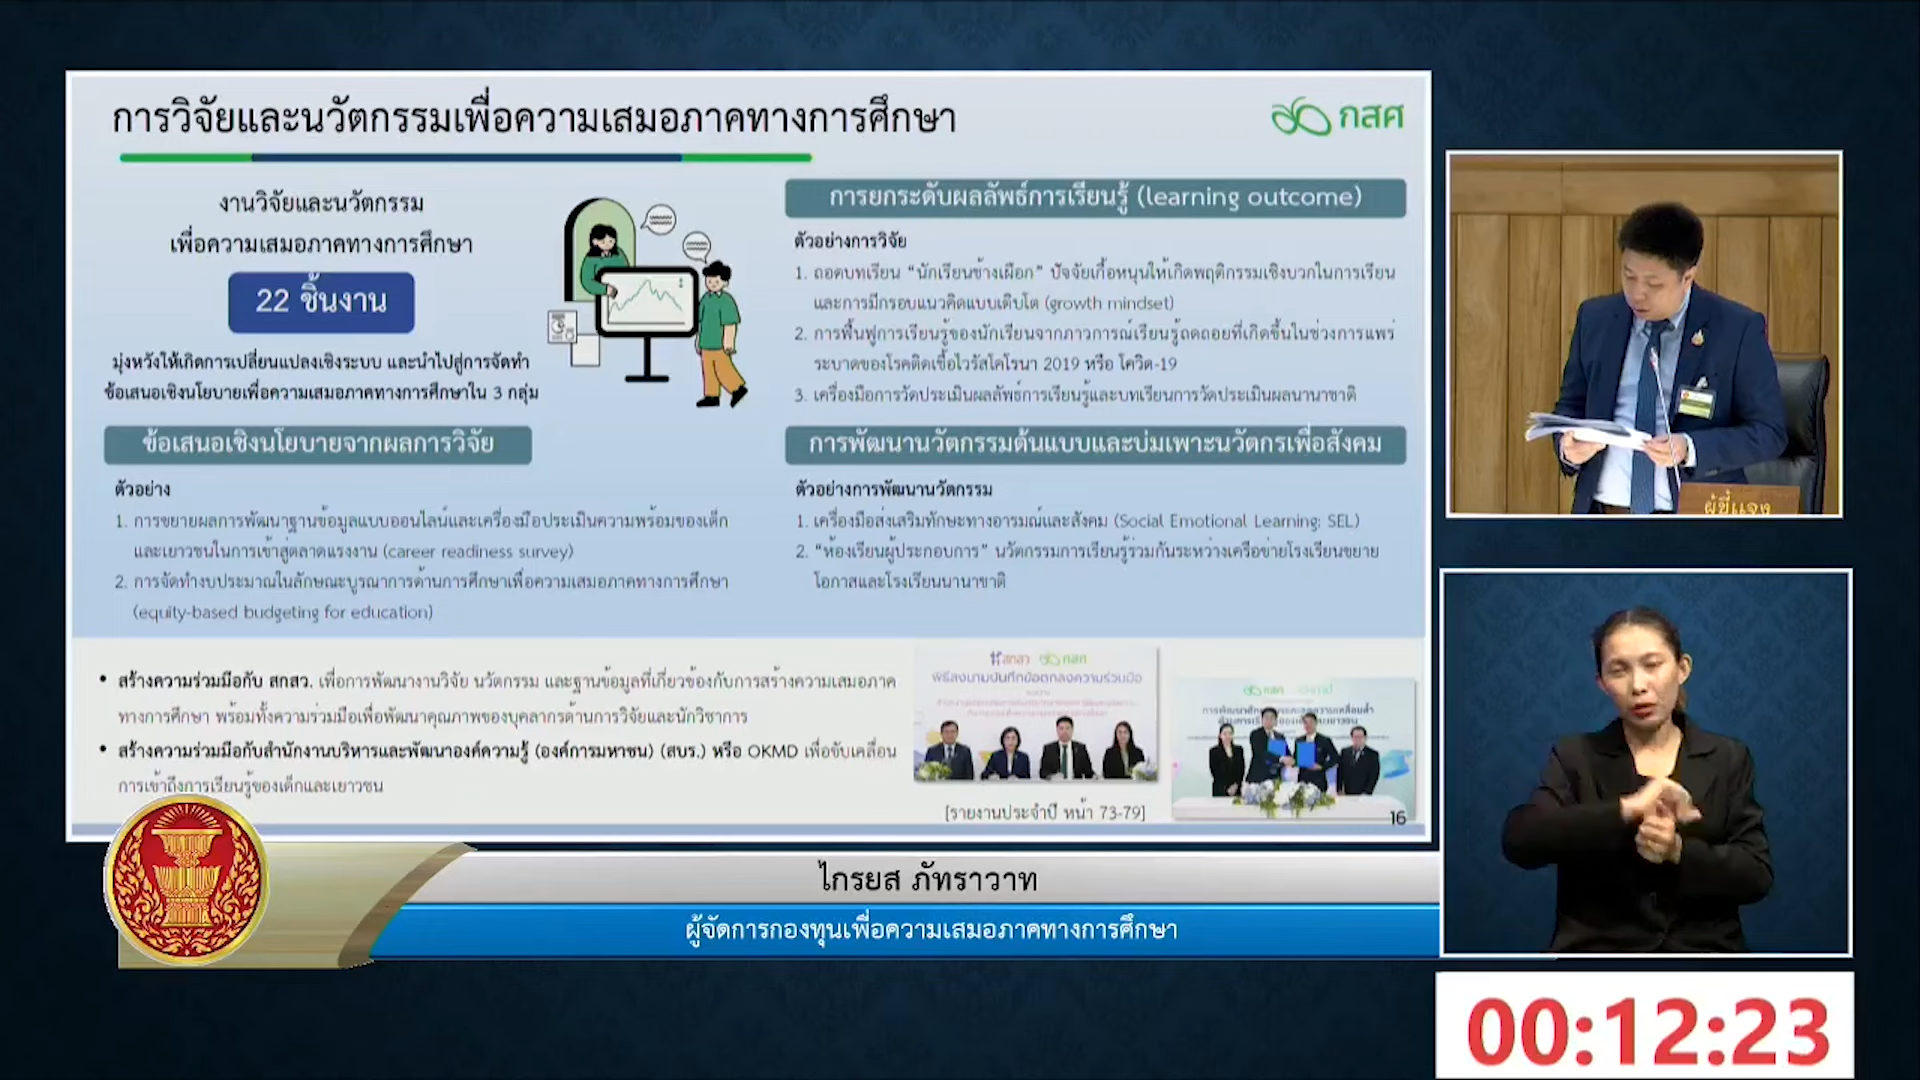 การวิจัยและนวัตกรรมเพื่อความเสมอภาคทางการศึกษา
กสศ
งานวิจัยและนวัตกรรม
เพื่อความเสมอภาคทางการศึกษา
22 ชิ้นงาน
มุ่งหวังให้เกิดการเปลี่ยนแปลงเชิงระบบ และนำไปสู่การจัดทำ
ข้อเสนอเชิงนโยบายเพื่อความเสมอภาคทางการศึกษาใน 3 กลุ่ม
การยกระดับผลลัพธ์การเรียนรู้ (learning outcome)
ตัวอย่างการวิจัย
1. ถอดบทเรียน “นักเรียนช้างเผือก” ปัจจัยเกื้อหนุนให้เกิดพฤติกรรมเชิงบวกในการเรียน
และการมีกรอบแนวคิดแบบเติบโต (growth mindset)
2. การฟื้นฟูการเรียนรู้ของนักเรียนจากภาวการณ์เรียนรู้ถดถอยที่เกิดขึ้นในช่วงการแพร่
ระบาดของโรคติดเชื้อไวรัสโคโรนา 2019 หรือ โควิด-19
3. เครื่องมือการวัดประเมินผลลัพธ์การเรียนรู้และบทเรียนการวัดประเมินผลนานาชาติ
ข้อเสนอเชิงนโยบายจากผลการวิจัย
ตัวอย่าง
1. การขยายผลการพัฒนาฐานข้อมูลแบบออนไลน์และเครื่องมือประเมินความพร้อมของเด็ก
และเยาวชนในการเข้าสู่ตลาดแรงงาน (career readiness survey)
2. การจัดทำงบประมาณในลักษณะบูรณาการด้านการศึกษาเพื่อความเสมอภาคทางการศึกษา
(equity-based budgeting for education)
การพัฒนานวัตกรรมต้นแบบและบ่มเพาะนวัตกรเพื่อสังคม
ตัวอย่างการพัฒนานวัตกรรม
1. เครื่องมือส่งเสริมทักษะทางอารมณ์และสังคม (Social Emotional Learning: SEL)
2. “ห้องเรียนผู้ประกอบการ” นวัตกรรมการเรียนรู้ร่วมกันระหว่างเครือข่ายโรงเรียนขยาย
โอกาสและโรงเรียนนานาชาติ
• สร้างความร่วมมือกับ สกสว. เพื่อการพัฒนางานวิจัย นวัตกรรม และฐานข้อมูลที่เกี่ยวข้องกับการสร้างความเสมอภาค
ทางการศึกษา พร้อมทั้งความร่วมมือเพื่อพัฒนาคุณภาพของบุคลากรด้านการวิจัยและนักวิชาการ
• สร้างความร่วมมือกับสำนักงานบริหารและพัฒนาองค์ความรู้ (องค์การมหาชน) (สบร.) หรือ OKMD เพื่อขับเคลื่อน
การเข้าถึงการเรียนรู้ของเด็กและเยาวชน
สกสว กสศ
พิธีลงนามบันทึกข้อตกลงความร่วมมือ
กสศ
[รายงานประจำปี หน้า 73-79]
16
ผู้ชี้แจง
ไกรยส ภัทราวาท
ผู้จัดการกองทุนเพื่อความเสมอภาคทางการศึกษา
00:12:23